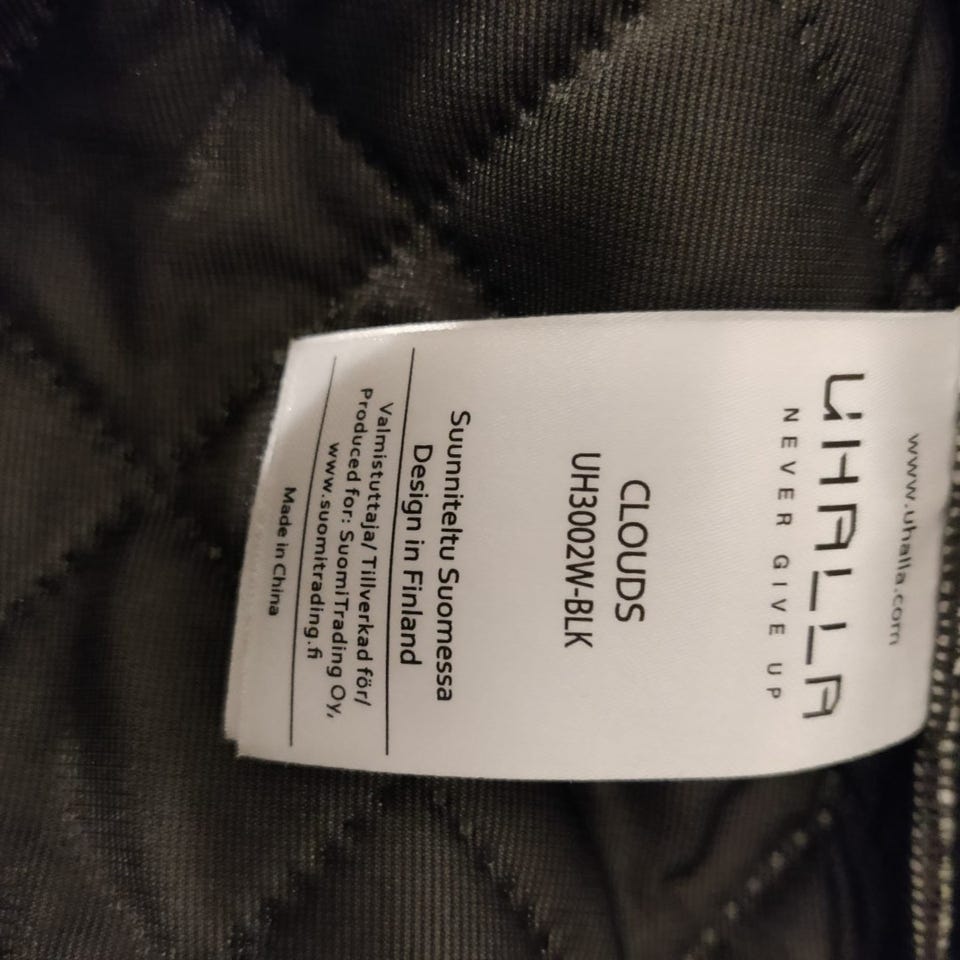 www.uhalla.com
UHALLA
NEVER GIVE UP
CLOUDS
UH3002W-BLK
Suunniteltu Suomessa
Design in Finland
Valmistuttaja/ Tillverkad för/
Produced for: SuomiTrading Oy,
www.suomitrading.fi
Made in China